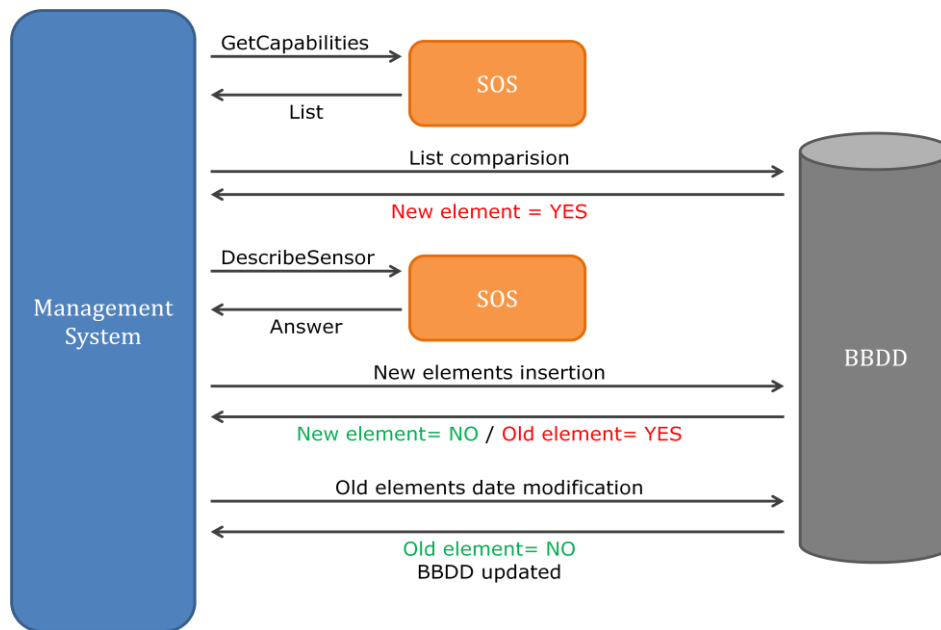 GetCapabilities
SOS
List
List comparision
New element = YES
DescribeSensor
SOS
Answer
Management
System
BBDD
New elements insertion
New element= NO / Old element= YES
Old elements date modification
Old element= NO
BBDD updated